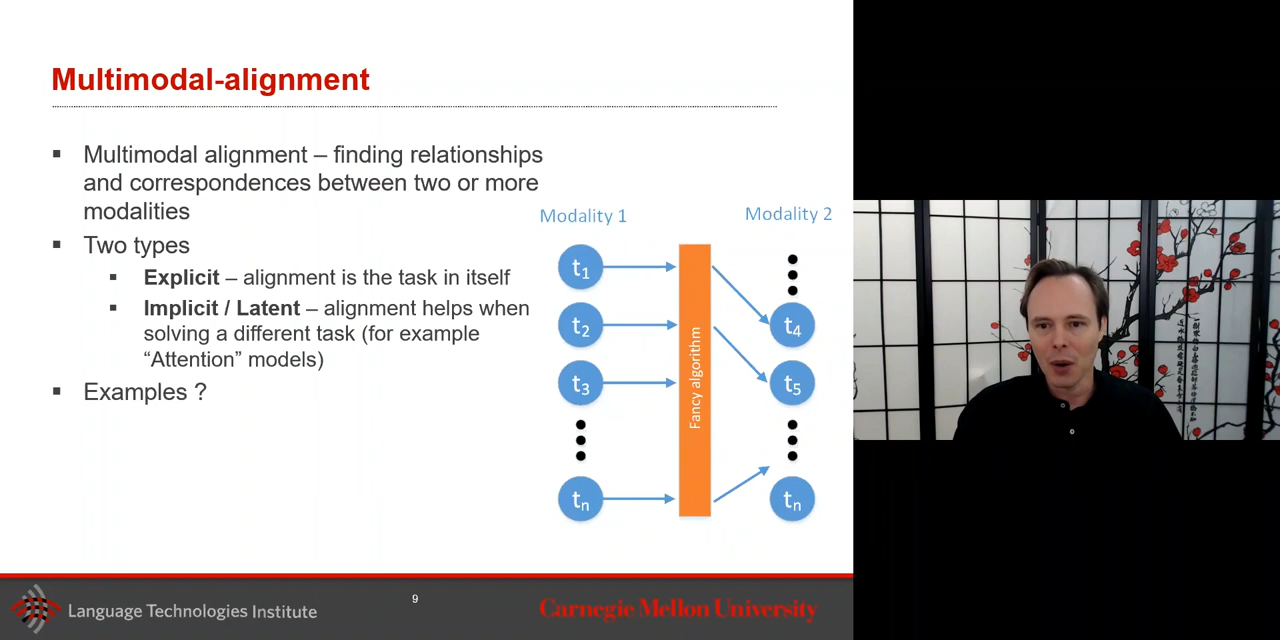 Multimodal-alignment
▪ Multimodal alignment – finding relationships
and correspondences between two or more
modalities
▪ Two types
▪ Explicit – alignment is the task in itself
▪ Implicit / Latent – alignment helps when
solving a different task (for example
“Attention” models)
▪ Examples ?
Modality 1
Modality 2
t1
t2
t3
tn
Fancy algorithm
t4
t5
tn
Language Technologies Institute
9
Carnegie Mellon University